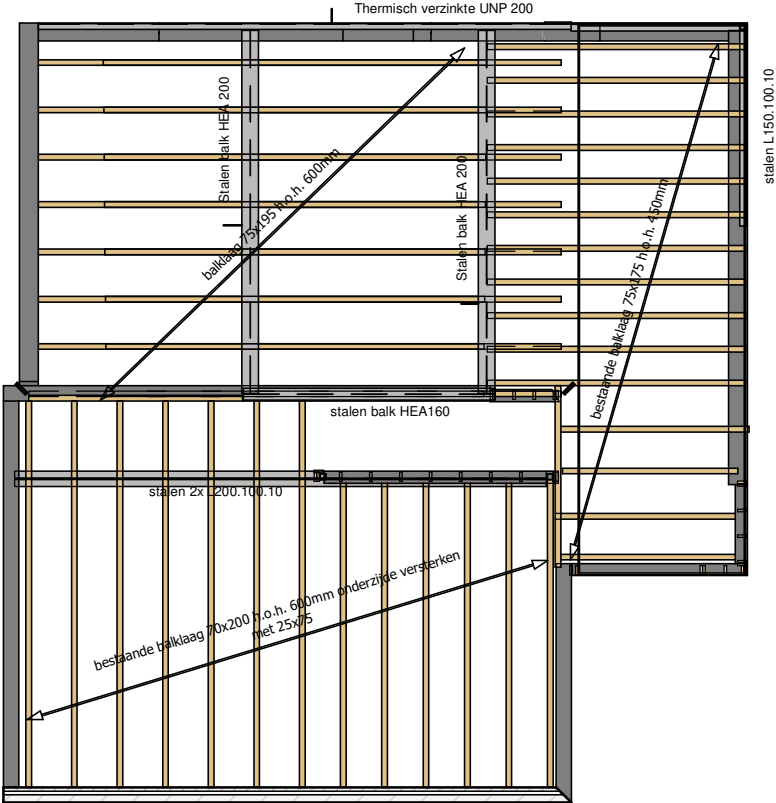 Thermisch verzinkte UNP 200
stalen L150.100.10
Stalen balk HEA 200
Stalen balk HEA 200
balklaag 75x195 h.o.h. 600mm
bestaande balklaag 75x175 h.o.h. 450mm
stalen balk HEA160
stalen 2x L200.100.10
bestaande balklaag 70x200 h.o.h. 600mm onderzijde versterken
met 25x75